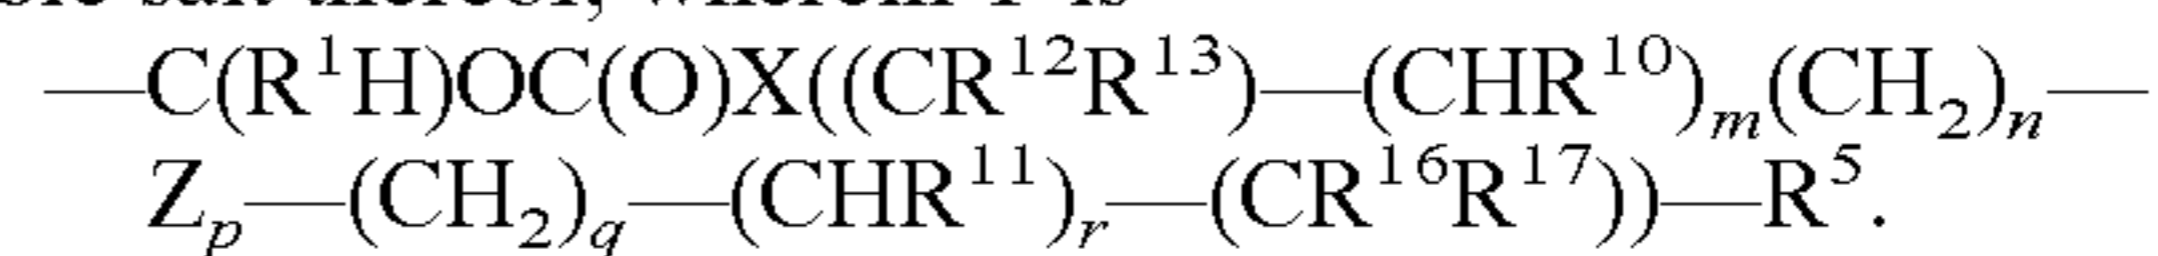 —C(R¹H)OC(O)X((CR¹²R¹³)—(CHR¹⁰)ₘ(CH₂)ₙ—
Zₚ—(CH₂)_q—(CHR¹¹)ᵣ—(CR¹⁶R¹⁷))—R⁵.